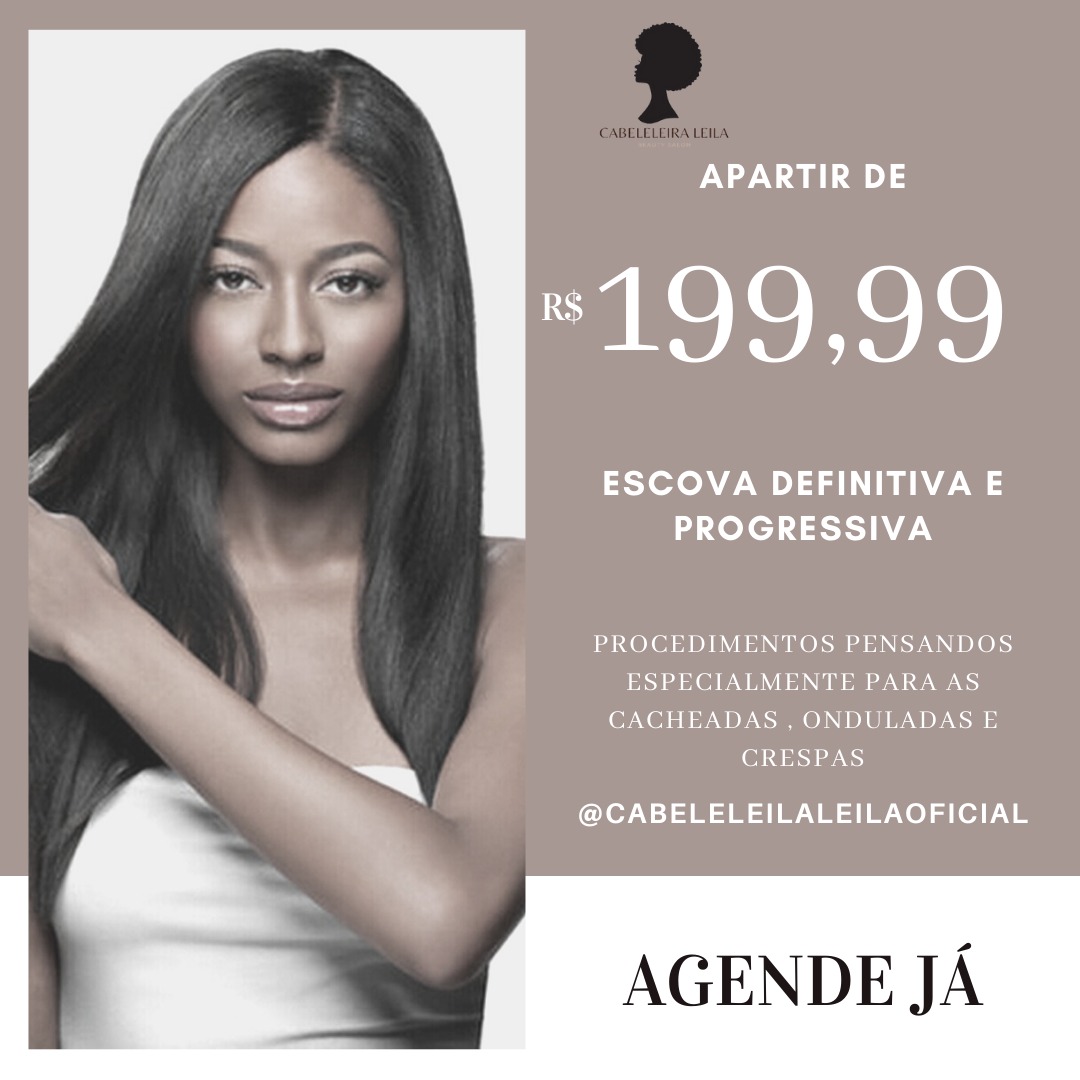 CABELELEIRA LEILA
APARTIR DE
R$ 199,99
ESCOVA DEFINITIVA E
PROGRESSIVA
PROCEDIMENTOS PENSANDOS
ESPECIALMENTE PARA AS
CACHEADAS , ONDULADAS E
CRESPAS
@CABELELEILALEILAOFICIAL
AGENDE JÁ